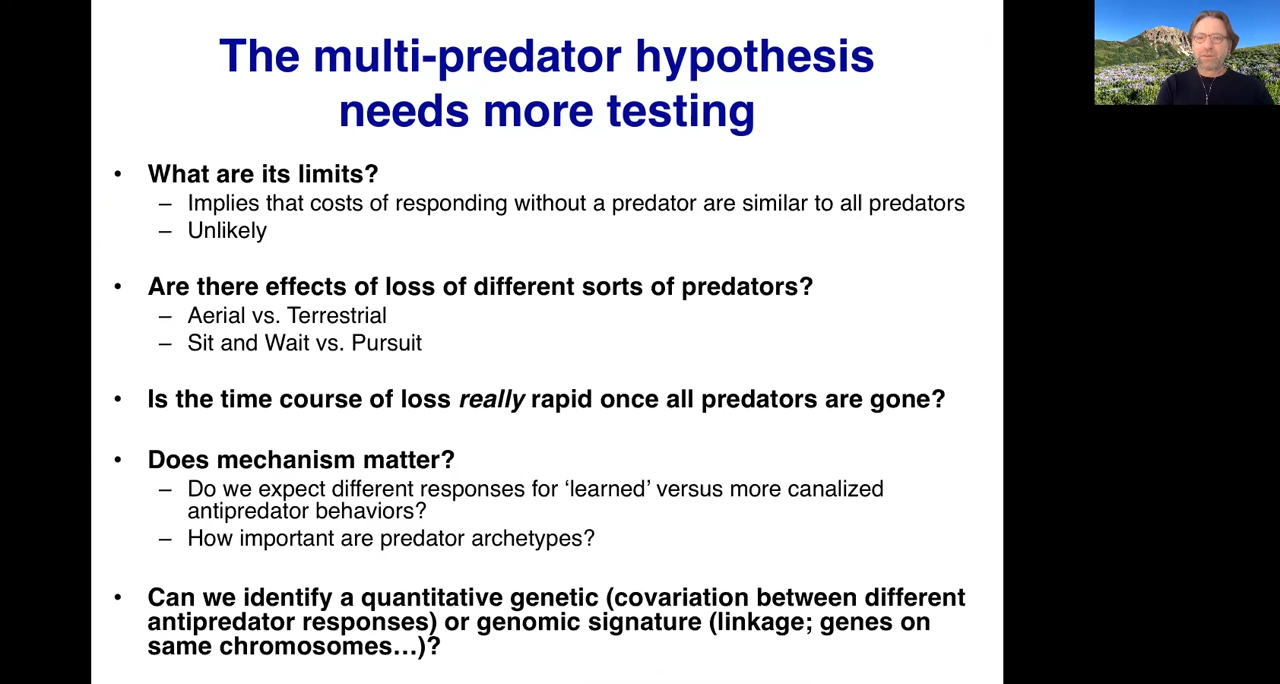 The multi-predator hypothesis
needs more testing
• What are its limits?
– Implies that costs of responding without a predator are similar to all predators
– Unlikely
• Are there effects of loss of different sorts of predators?
– Aerial vs. Terrestrial
– Sit and Wait vs. Pursuit
• Is the time course of loss really rapid once all predators are gone?
• Does mechanism matter?
– Do we expect different responses for ‘learned’ versus more canalized
antipredator behaviors?
– How important are predator archetypes?
• Can we identify a quantitative genetic (covariation between different
antipredator responses) or genomic signature (linkage; genes on
same chromosomes…)?